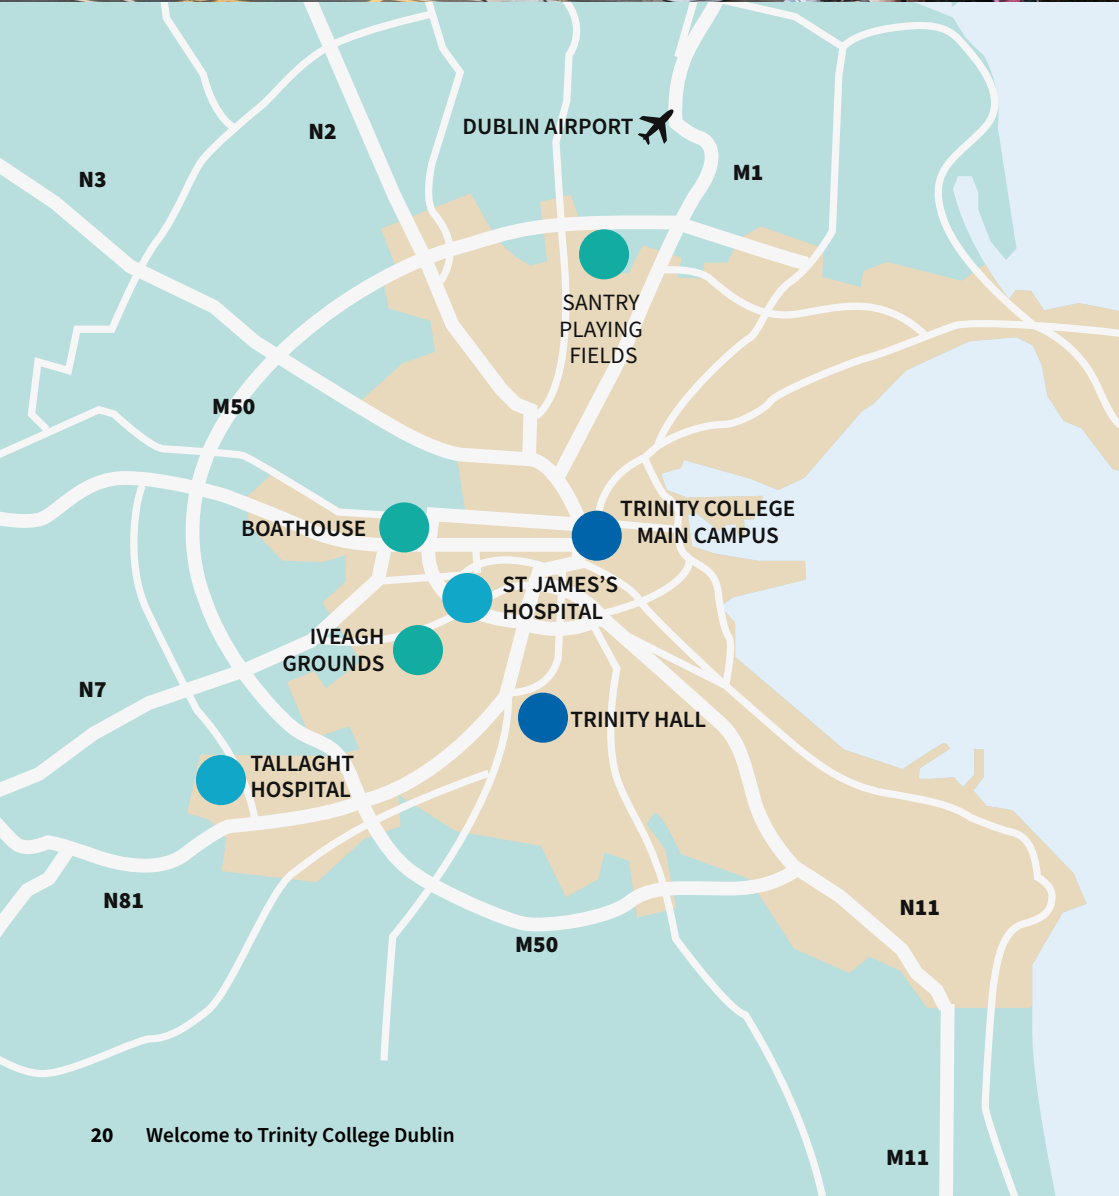 DUBLIN AIRPORT
N2
M1
N3
SANTRY
PLAYING
FIELDS
M50
TRINITY COLLEGE
MAIN CAMPUS
BOATHOUSE
ST JAMES’S
HOSPITAL
IVEAGH
GROUNDS
N7
TRINITY HALL
TALLAGHT
HOSPITAL
N81
N11
M50
20 Welcome to Trinity College Dublin
M11